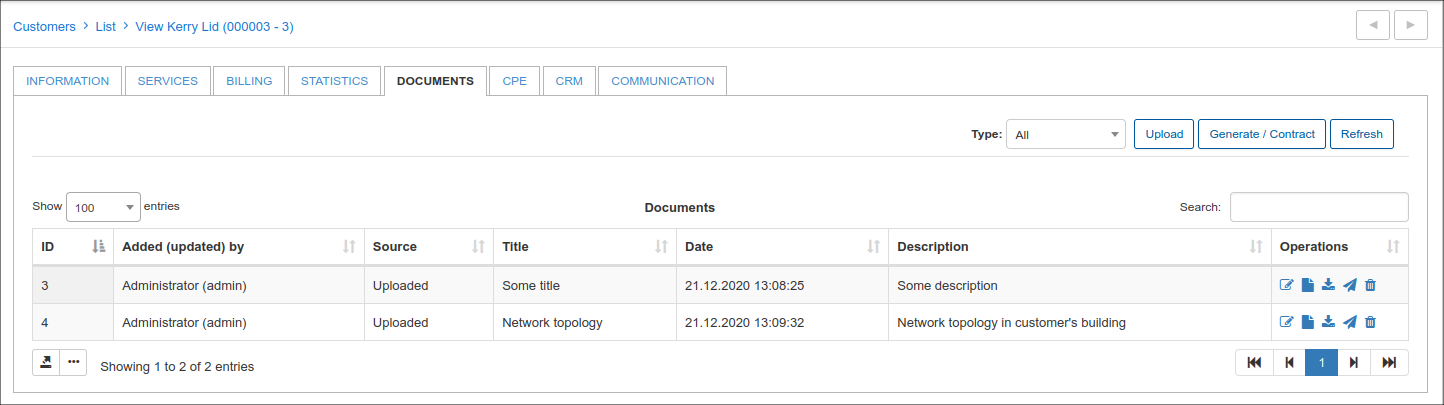 Customers > List > View Kerry Lid (000003 - 3)
INFORMATION SERVICES BILLING STATISTICS DOCUMENTS CPE CRM COMMUNICATION
Type: All Upload Generate / Contract Refresh
Show 100 entries Documents Search:
ID Added (updated) by Source Title Date Description Operations
3 Administrator (admin) Uploaded Some title 21.12.2020 13:08:25 Some description
4 Administrator (admin) Uploaded Network topology 21.12.2020 13:09:32 Network topology in customer's building
Showing 1 to 2 of 2 entries 1